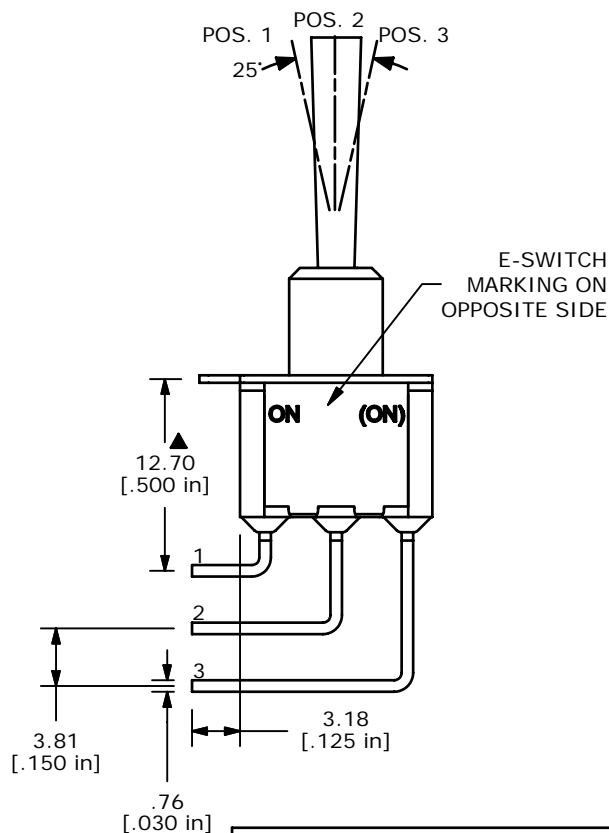 POS. 1
POS. 2
POS. 3
25°
E-SWITCH
MARKING ON
OPPOSITE SIDE
ON
(ON)
12.70
[.500 in]
1
2
3
3.18
[.125 in]
3.81
[.150 in]
.76
[.030 in]